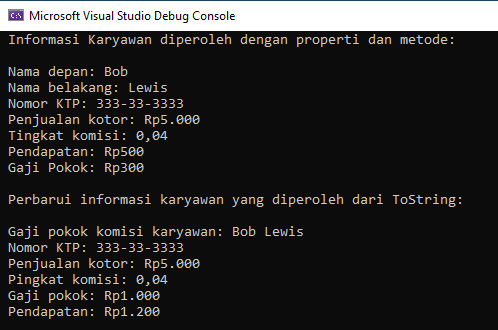 C:\ Microsoft Visual Studio Debug Console
Informasi Karyawan diperoleh dengan properti dan metode:
Nama depan: Bob
Nama belakang: Lewis
Nomor KTP: 333-33-3333
Penjualan kotor: Rp5.000
Tingkat komisi: 0,04
Pendapatan: Rp500
Gaji Pokok: Rp300
Perbarui informasi karyawan yang diperoleh dari ToString:
Gaji pokok komisi karyawan: Bob Lewis
Nomor KTP: 333-33-3333
Penjualan kotor: Rp5.000
Pingkat komisi: 0,04
Gaji pokok: Rp1.000
Pendapatan: Rp1.200